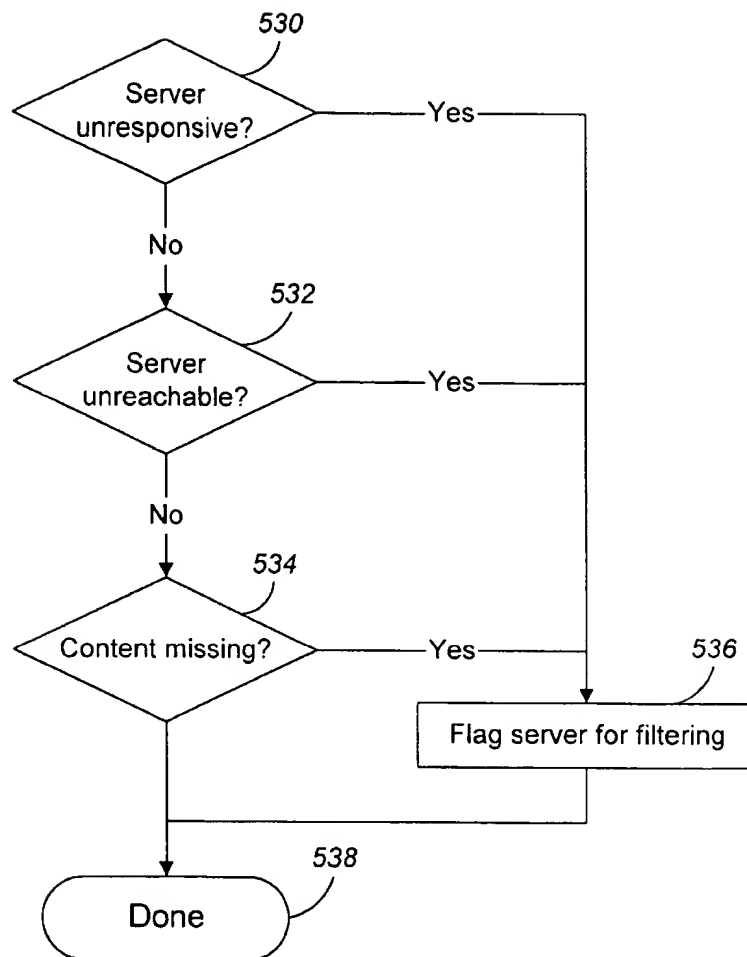 530
Server
unresponsive?
Yes
No
532
Server
unreachable?
Yes
No
534
Content missing?
Yes
536
Flag server for filtering
538
Done